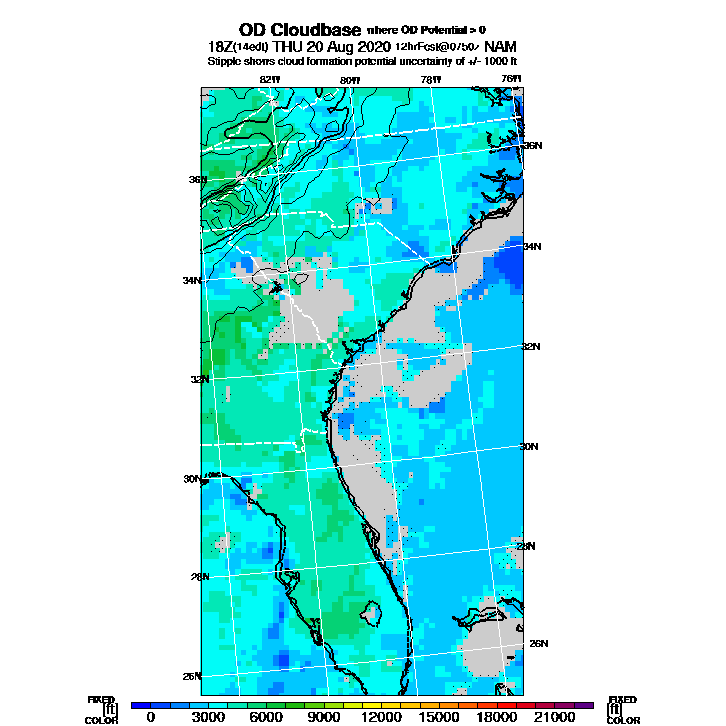 OD Cloudbase where OD Potential > 0
18Z(14edt) THU 20 Aug 2020 12hrFcst@0750z NAM
Stipple shows cloud formation potential uncertainty of +/- 1000 ft
82W 80W 78W 76W
36N 36N
34N 34N
32N 32N
30N 30N
28N 28N
26N 26N
FIXED FIXED
[ft] [ft]
COLOR 0 3000 6000 9000 12000 15000 18000 21000 COLOR